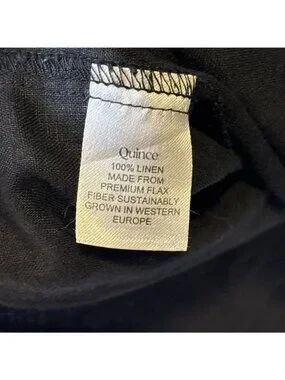 Quince
100% LINEN
MADE FROM
PREMIUM FLAX
FIBER SUSTAINABLY
GROWN IN WESTERN
EUROPE